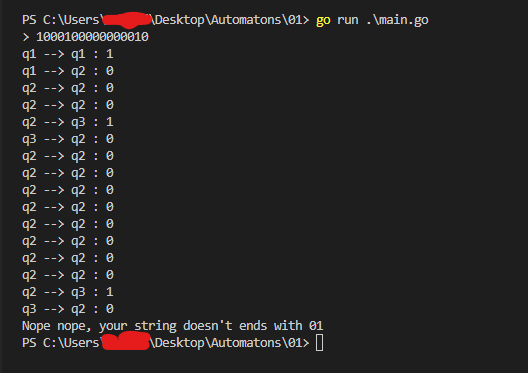 PS C:\Users\ \Desktop\Automatons\01> go run .\main.go
> 1000100000000010
q1 --> q1 : 1
q1 --> q2 : 0
q2 --> q2 : 0
q2 --> q2 : 0
q2 --> q3 : 1
q3 --> q2 : 0
q2 --> q2 : 0
q2 --> q2 : 0
q2 --> q2 : 0
q2 --> q2 : 0
q2 --> q2 : 0
q2 --> q2 : 0
q2 --> q2 : 0
q2 --> q2 : 0
q2 --> q3 : 1
q3 --> q2 : 0
Nope nope, your string doesn't ends with 01
PS C:\Users\ \Desktop\Automatons\01>